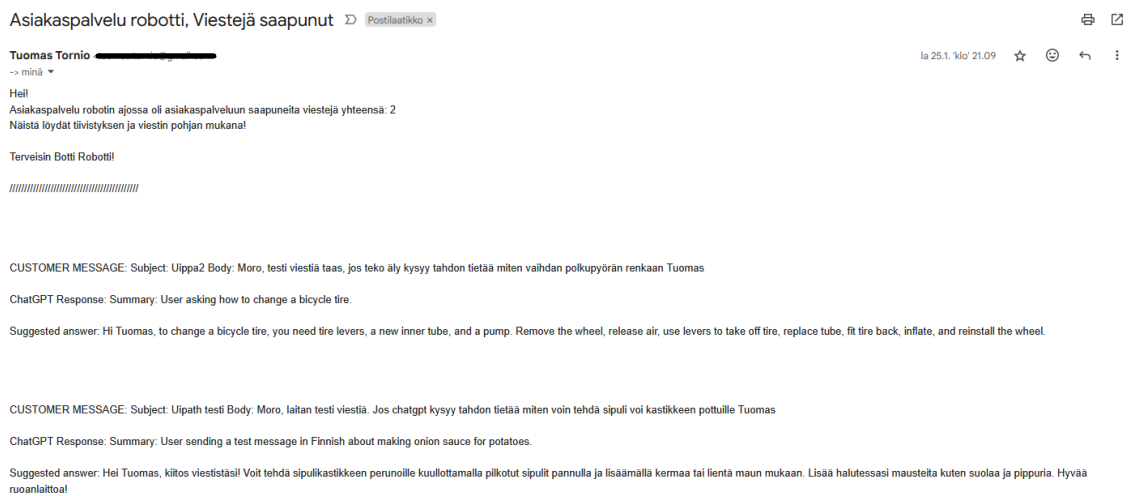 Asiakaspalvelu robotti, Viestejä saapunut Postilaatikko ×
Tuomas Tornio
la 25.1. 'klo' 21.09
-> minä
Hei!
Asiakaspalvelu robotin ajossa oli asiakaspalveluun saapuneita viestejä yhteensä: 2
Näistä löydät tiivistyksen ja viestin pohjan mukana!
Terveisin Botti Robotti!
///////////////////////////////////////////
CUSTOMER MESSAGE: Subject: Uippa2 Body: Moro, testi viestiä taas, jos teko äly kysyy tahdon tietää miten vaihdan polkupyörän renkaan Tuomas
ChatGPT Response: Summary: User asking how to change a bicycle tire.
Suggested answer: Hi Tuomas, to change a bicycle tire, you need tire levers, a new inner tube, and a pump. Remove the wheel, release air, use levers to take off tire, replace tube, fit tire back, inflate, and reinstall the wheel.
CUSTOMER MESSAGE: Subject: Uipath testi Body: Moro, laitan testi viestiä. Jos chatgpt kysyy tahdon tietää miten voin tehdä sipuli voi kastikkeen pottuille Tuomas
ChatGPT Response: Summary: User sending a test message in Finnish about making onion sauce for potatoes.
Suggested answer: Hei Tuomas, kiitos viestistäsi! Voit tehdä sipulikastikkeen perunoille kuullottamalla pilkotut sipulit pannulla ja lisäämällä kermaa tai lientä maun mukaan. Lisää halutessasi mausteita kuten suolaa ja pippuria. Hyvää
ruoanlaittoa!